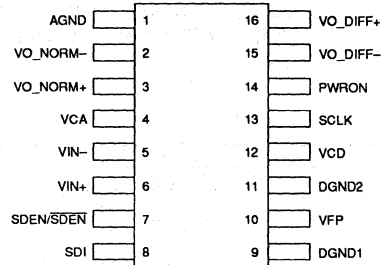 AGND 1 16 VO_DIFF+
VO_NORM− 2 15 VO_DIFF−
VO_NORM+ 3 14 PWRON
VCA 4 13 SCLK
VIN− 5 12 VCD
VIN+ 6 11 DGND2
SDEN/S̅D̅E̅N̅ 7 10 VFP
SDI 8 9 DGND1